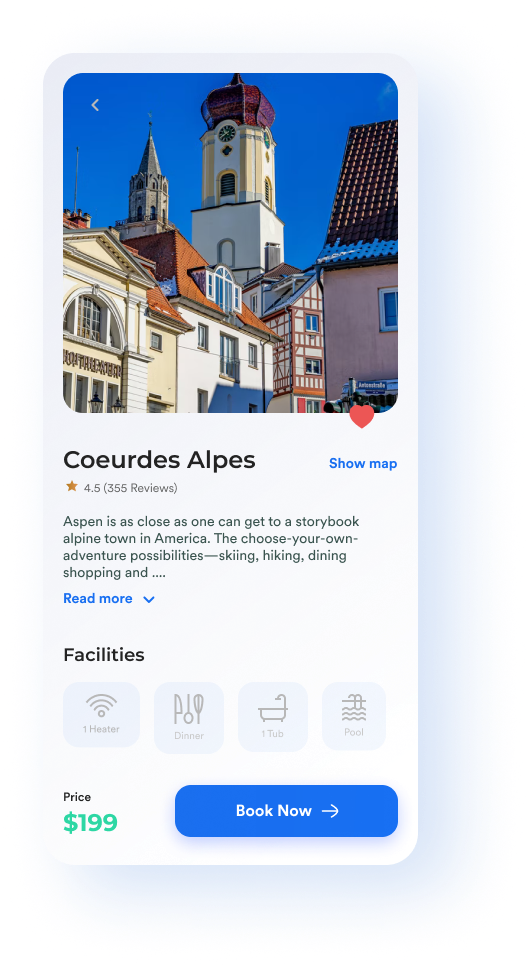 Antonstraße
Coeurdes Alpes
Show map
4.5 (355 Reviews)
Aspen is as close as one can get to a storybook
alpine town in America. The choose-your-own-
adventure possibilities—skiing, hiking, dining
shopping and ....
Read more
Facilities
1 Heater
Dinner
1 Tub
Pool
Price
$199
Book Now